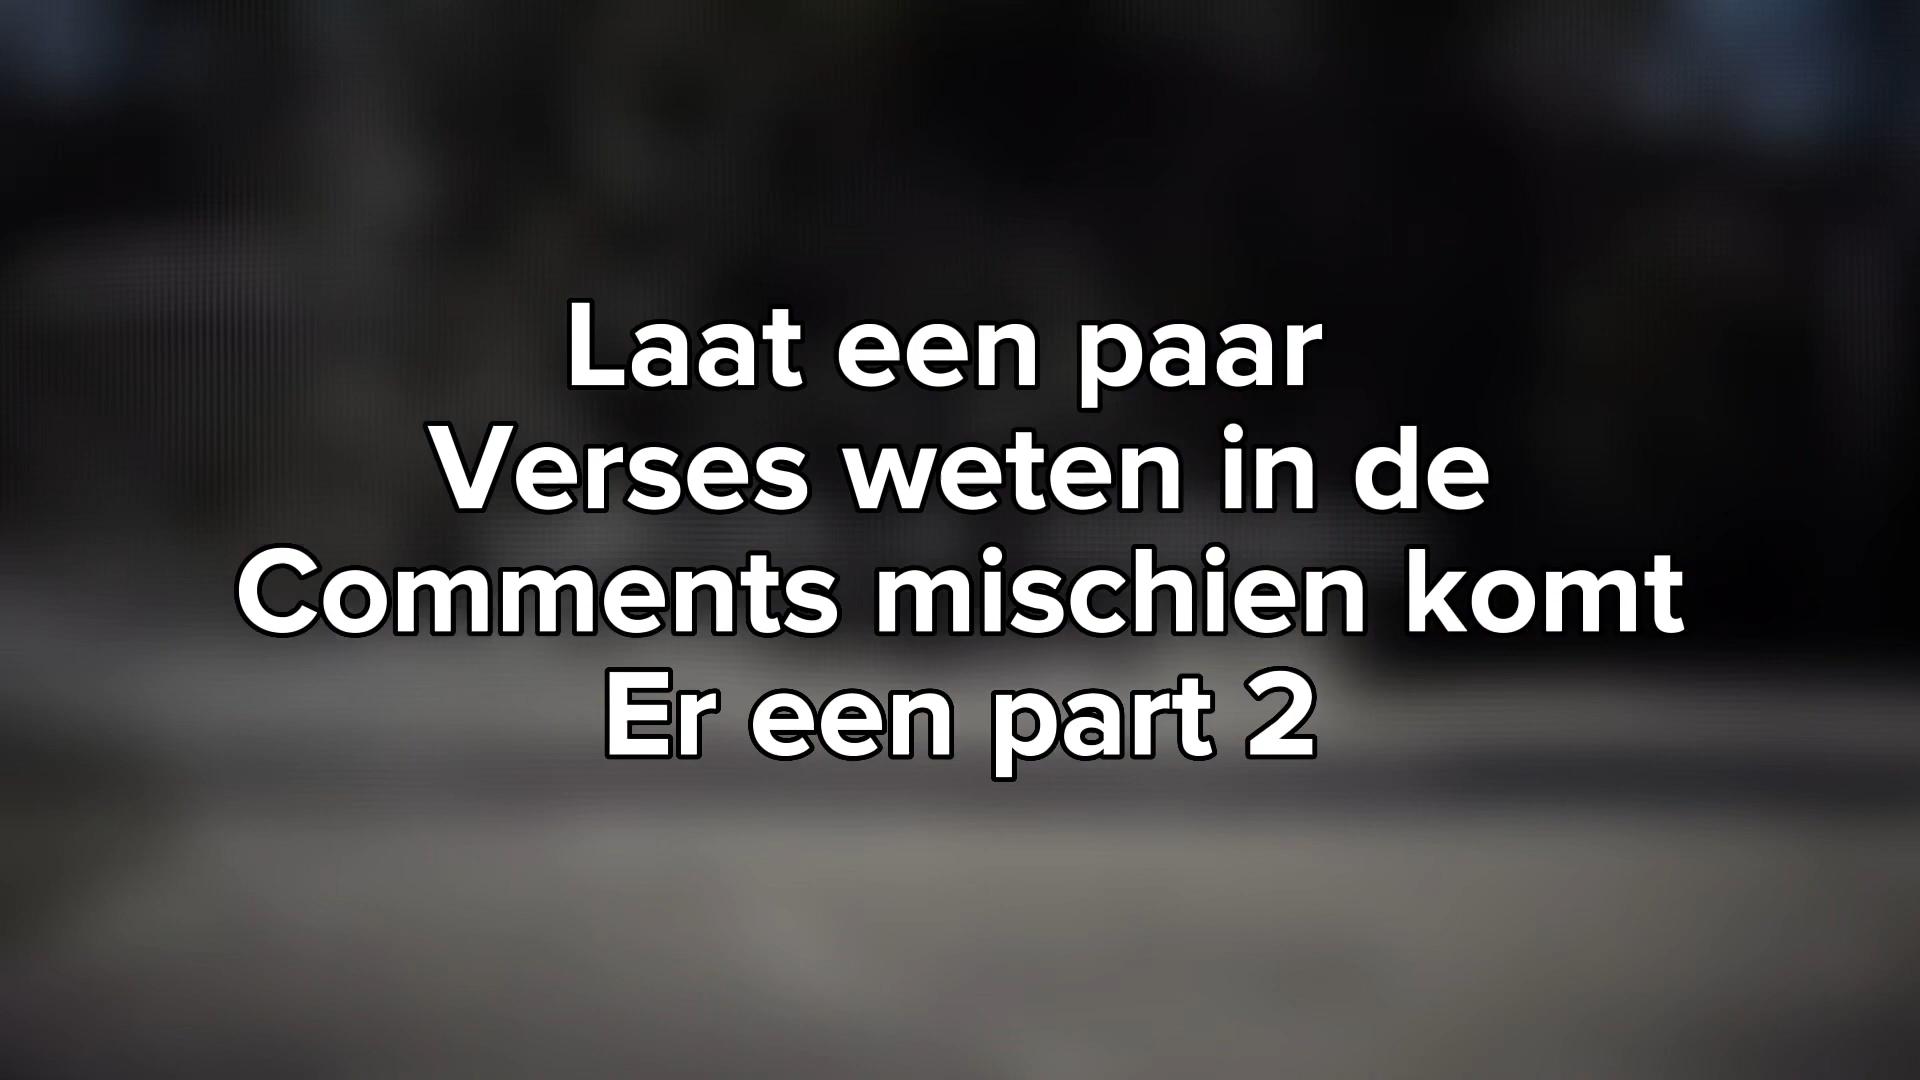 Laat een paar
Verses weten in de
Comments mischien komt
Er een part 2